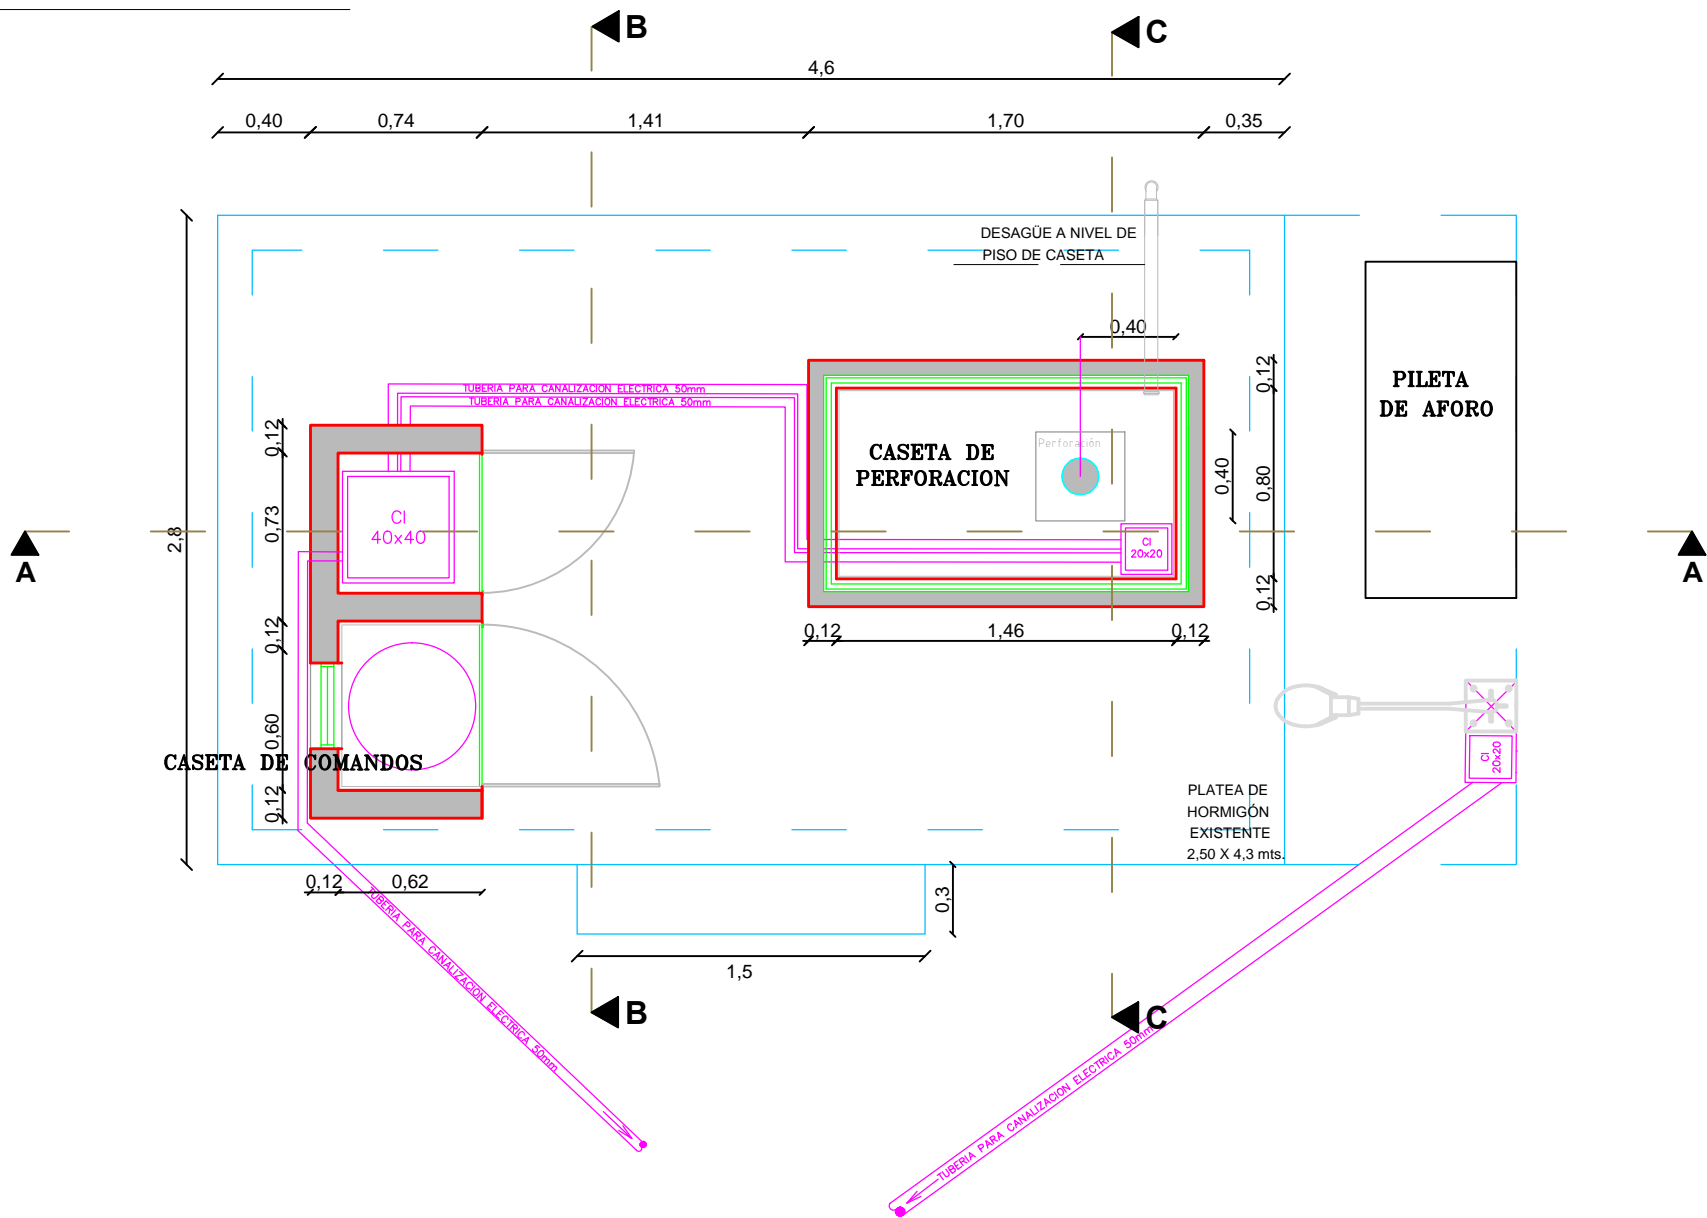 B
C
4,6
0,40
0,74
1,41
1,70
0,35
DESAGÜE A NIVEL DE
PISO DE CASETA
0,40
0,12
TUBERIA PARA CANALIZACION ELECTRICA 50mm
TUBERIA PARA CANALIZACION ELECTRICA 50mm
PILETA
DE AFORO
0,12
Perforación
CASETA DE
PERFORACION
0,40
0,80
2,8
0,73
CI
40x40
CI
20x20
A
A
0,12
0,12
0,12
1,46
0,12
0,60
CASETA DE COMANDOS
CI
20x20
0,12
PLATEA DE
HORMIGÓN
EXISTENTE
2,50 X 4,3 mts.
0,12
0,62
0,3
TUBERIA PARA CANALIZACION ELECTRICA 50mm
1,5
B
C
TUBERIA PARA CANALIZACION ELECTRICA 50mm